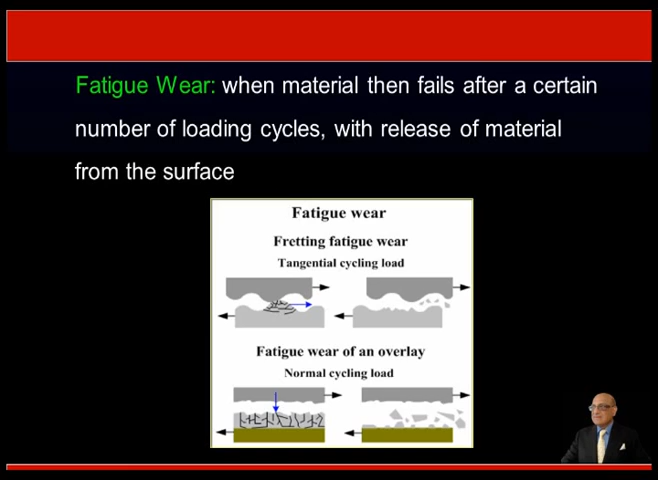 Fatigue Wear: when material then fails after a certain
number of loading cycles, with release of material
from the surface
Fatigue wear
Fretting fatigue wear
Tangential cycling load
Fatigue wear of an overlay
Normal cycling load